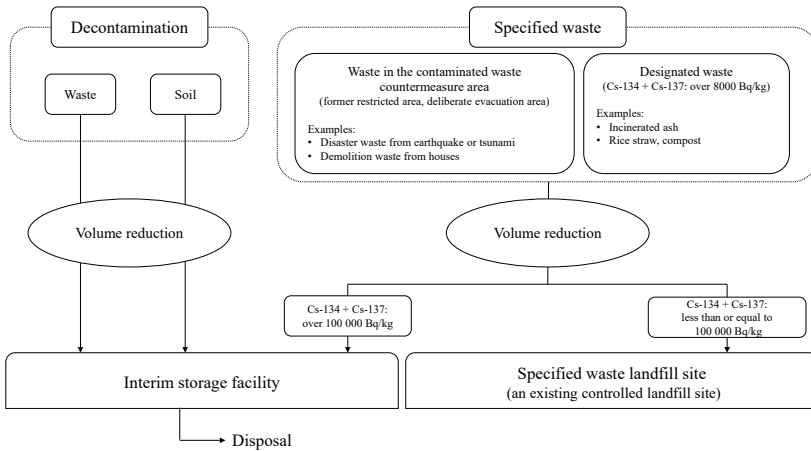 Decontamination
Waste
Soil
Volume reduction
Specified waste
Waste in the contaminated waste
countermeasure area
(former restricted area, deliberate evacuation area)
Examples:
• Disaster waste from earthquake or tsunami
• Demolition waste from houses
Designated waste
(Cs-134 + Cs-137: over 8000 Bq/kg)
Examples:
• Incinerated ash
• Rice straw, compost
Volume reduction
Cs-134 + Cs-137:
over 100 000 Bq/kg
Cs-134 + Cs-137:
less than or equal to
100 000 Bq/kg
Interim storage facility
Specified waste landfill site
(an existing controlled landfill site)
Disposal